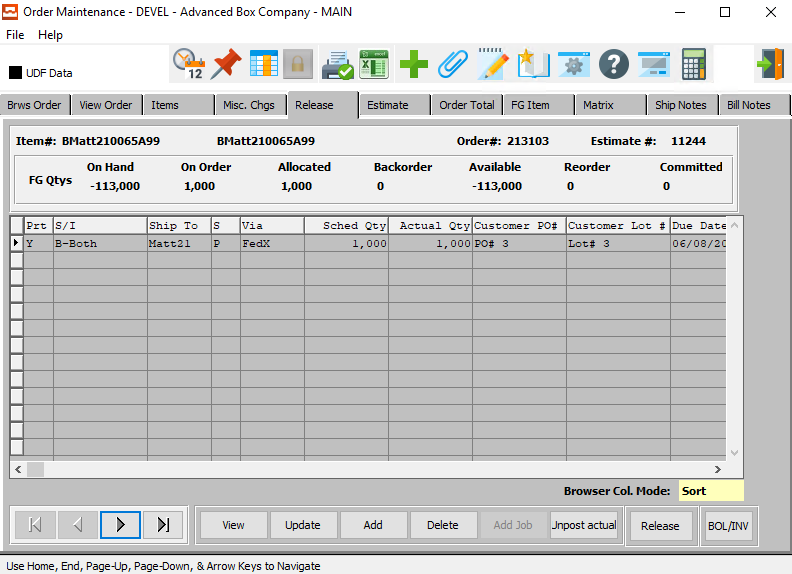 Order Maintenance - DEVEL - Advanced Box Company - MAIN
File Help
UDF Data
12
Brws Order View Order Items Misc. Chgs Release Estimate Order Total FG Item Matrix Ship Notes Bill Notes
Item#: BMatt210065A99 BMatt210065A99 Order#: 213103 Estimate #: 11244
On Hand On Order Allocated Backorder Available Reorder Committed
FG Qtys -113,000 1,000 1,000 0 -113,000 0 0
Prt S/I Ship To S Via Sched Qty Actual Qty Customer PO# Customer Lot # Due Date
Y B-Both Matt21 P FedX 1,000 1,000 PO# 3 Lot# 3 06/08/20
Browser Col. Mode: Sort
View Update Add Delete Add Job Unpost actual Release BOL/INV
Use Home, End, Page-Up, Page-Down, & Arrow Keys to Navigate